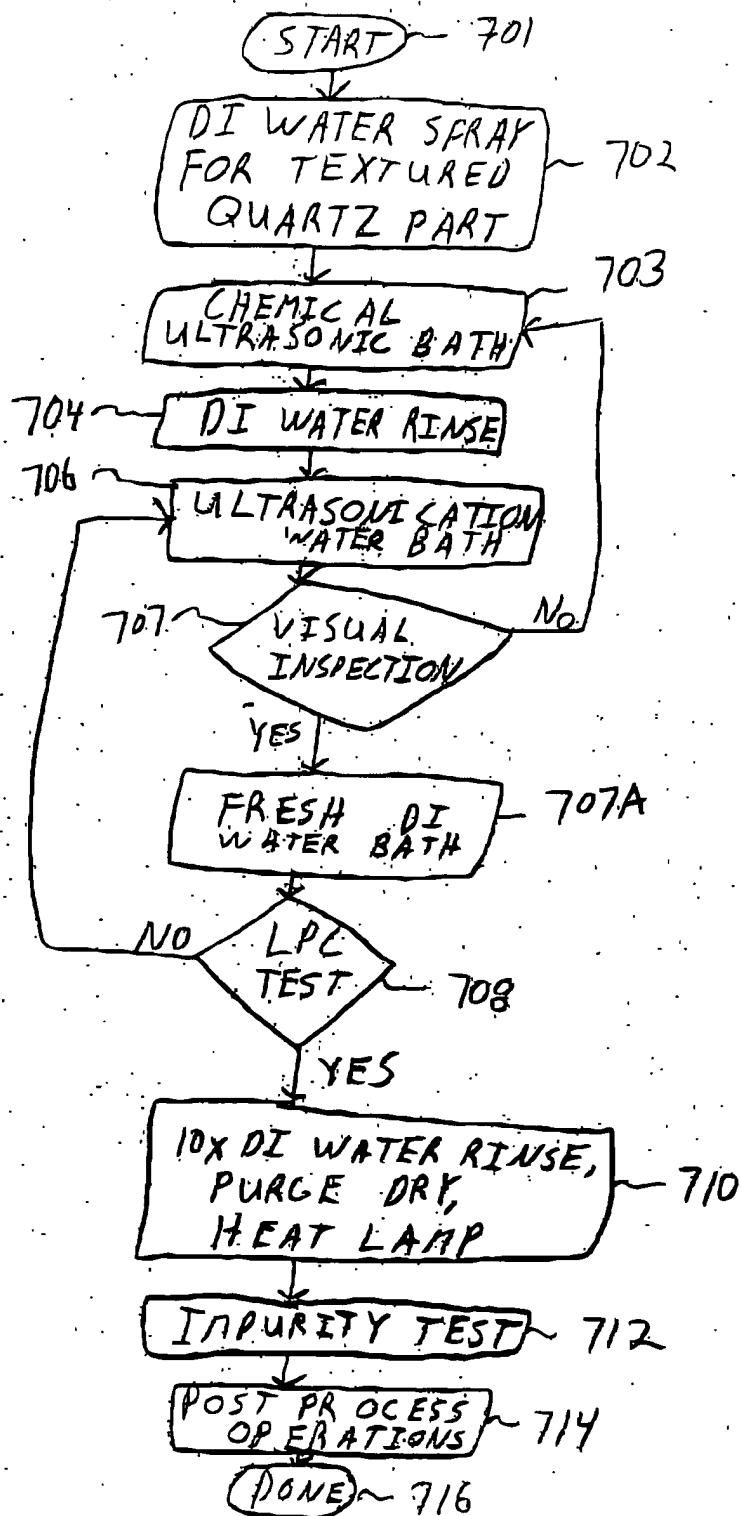 START 701
DI WATER SPRAY
FOR TEXTURED
QUARTZ PART
702
703
CHEMICAL
ULTRASONIC BATH
704 DI WATER RINSE
706
ULTRASONICATION
WATER BATH
707 VISUAL
INSPECTION
NO
YES
FRESH DI
WATER BATH
707A
NO
LPC
TEST
708
YES
10X DI WATER RINSE,
PURGE DRY,
HEAT LAMP
710
IMPURITY TEST 712
POST PROCESS
OPERATIONS
714
DONE 716